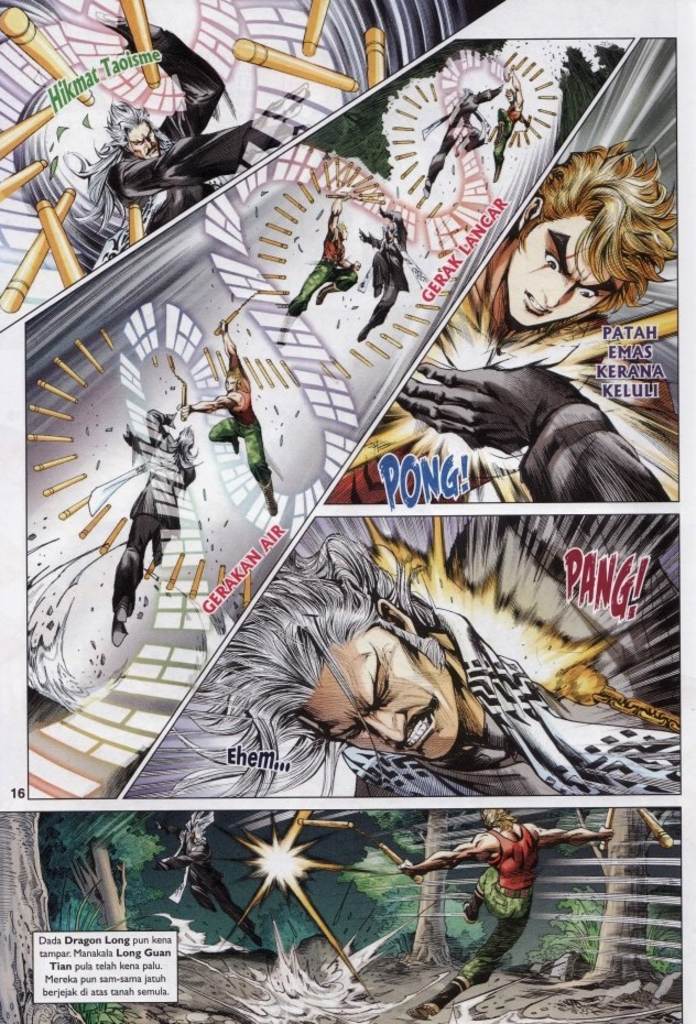 Hikmat Taoisme
GERAK LANCAR
GERAKAN AIR
PATAH
EMAS
KERANA
KELULI
PONG!
PANG!
Ehem...
16
Dada Dragon Long pun kena
tampar. Manakala Long Guan
Tian pula telah kena palu.
Mereka pun sam-sama jatuh
berjejak di atas tanah semula.